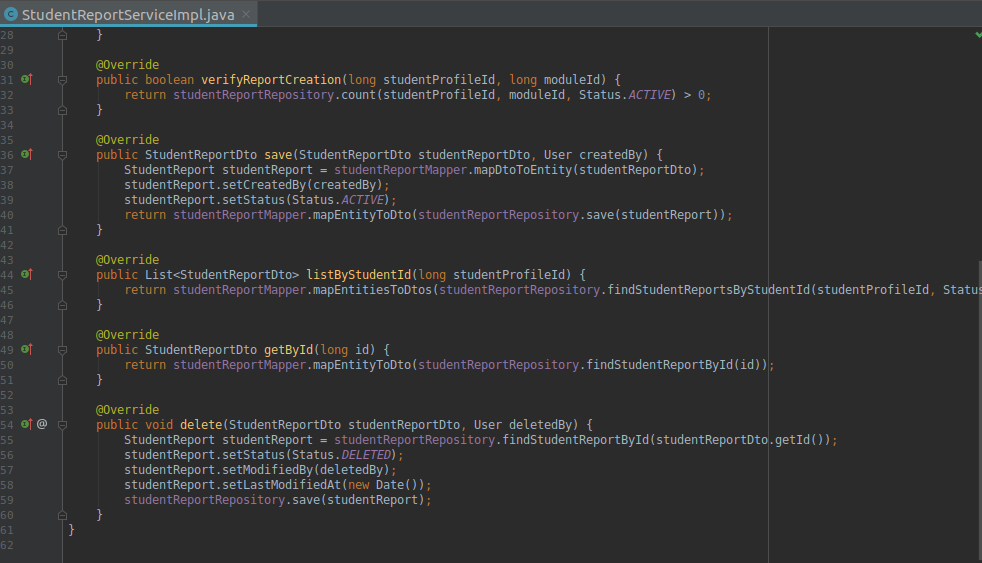 StudentReportServiceImpl.java
28 }
29
30 @Override
31 public boolean verifyReportCreation(long studentProfileId, long moduleId) {
32 return studentReportRepository.count(studentProfileId, moduleId, Status.ACTIVE) > 0;
33 }
34
35 @Override
36 public StudentReportDto save(StudentReportDto studentReportDto, User createdBy) {
37 StudentReport studentReport = studentReportMapper.mapDtoToEntity(studentReportDto);
38 studentReport.setCreatedBy(createdBy);
39 studentReport.setStatus(Status.ACTIVE);
40 return studentReportMapper.mapEntityToDto(studentReportRepository.save(studentReport));
41 }
42
43 @Override
44 public List<StudentReportDto> listByStudentId(long studentProfileId) {
45 return studentReportMapper.mapEntitiesToDtos(studentReportRepository.findStudentReportsByStudentId(studentProfileId, Status
46 }
47
48 @Override
49 public StudentReportDto getById(long id) {
50 return studentReportMapper.mapEntityToDto(studentReportRepository.findStudentReportById(id));
51 }
52
53 @Override
54 @ public void delete(StudentReportDto studentReportDto, User deletedBy) {
55 StudentReport studentReport = studentReportRepository.findStudentReportById(studentReportDto.getId());
56 studentReport.setStatus(Status.DELETED);
57 studentReport.setModifiedBy(deletedBy);
58 studentReport.setLastModifiedAt(new Date());
59 studentReportRepository.save(studentReport);
60 }
61 }
62